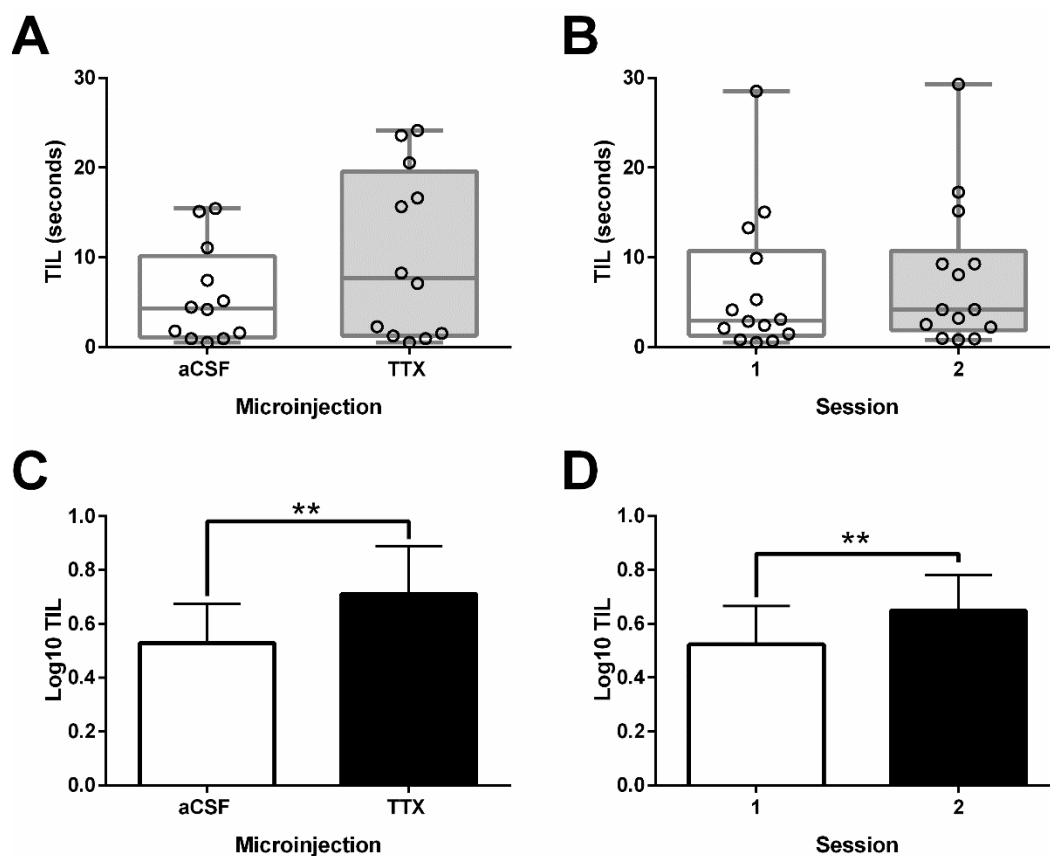 A
TIL (seconds)
30
20
10
0
aCSF TTX
Microinjection
B
TIL (seconds)
30
20
10
0
1 2
Session
C
Log10 TIL
1.0
0.8
0.6
0.4
0.2
0.0
**
aCSF TTX
Microinjection
D
Log10 TIL
1.0
0.8
0.6
0.4
0.2
0.0
**
1 2
Session